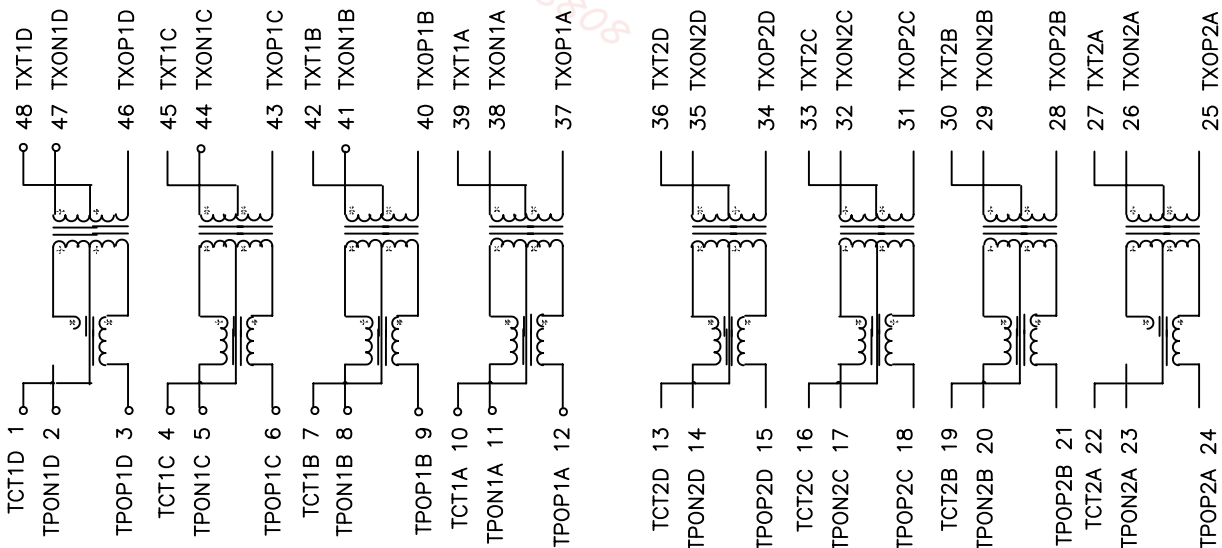 48 TXT1D
47 TXON1D
46 TXOP1D
45 TXT1C
44 TXON1C
43 TXOP1C
42 TXT1B
41 TXON1B
40 TXOP1B
39 TXT1A
38 TXON1A
37 TXOP1A
36 TXT2D
35 TXON2D
34 TXOP2D
33 TXT2C
32 TXON2C
31 TXOP2C
30 TXT2B
29 TXON2B
28 TXOP2B
27 TXT2A
26 TXON2A
25 TXOP2A
TCT1D 1
TPON1D 2
TPOP1D 3
TCT1C 4
TPON1C 5
TPOP1C 6
TCT1B 7
TPON1B 8
TPOP1B 9
TCT1A 10
TPON1A 11
TPOP1A 12
TCT2D 13
TPON2D 14
TPOP2D 15
TCT2C 16
TPON2C 17
TPOP2C 18
TCT2B 19
TPON2B 20
TPOP2B 21
TCT2A 22
TPON2A 23
TPOP2A 24